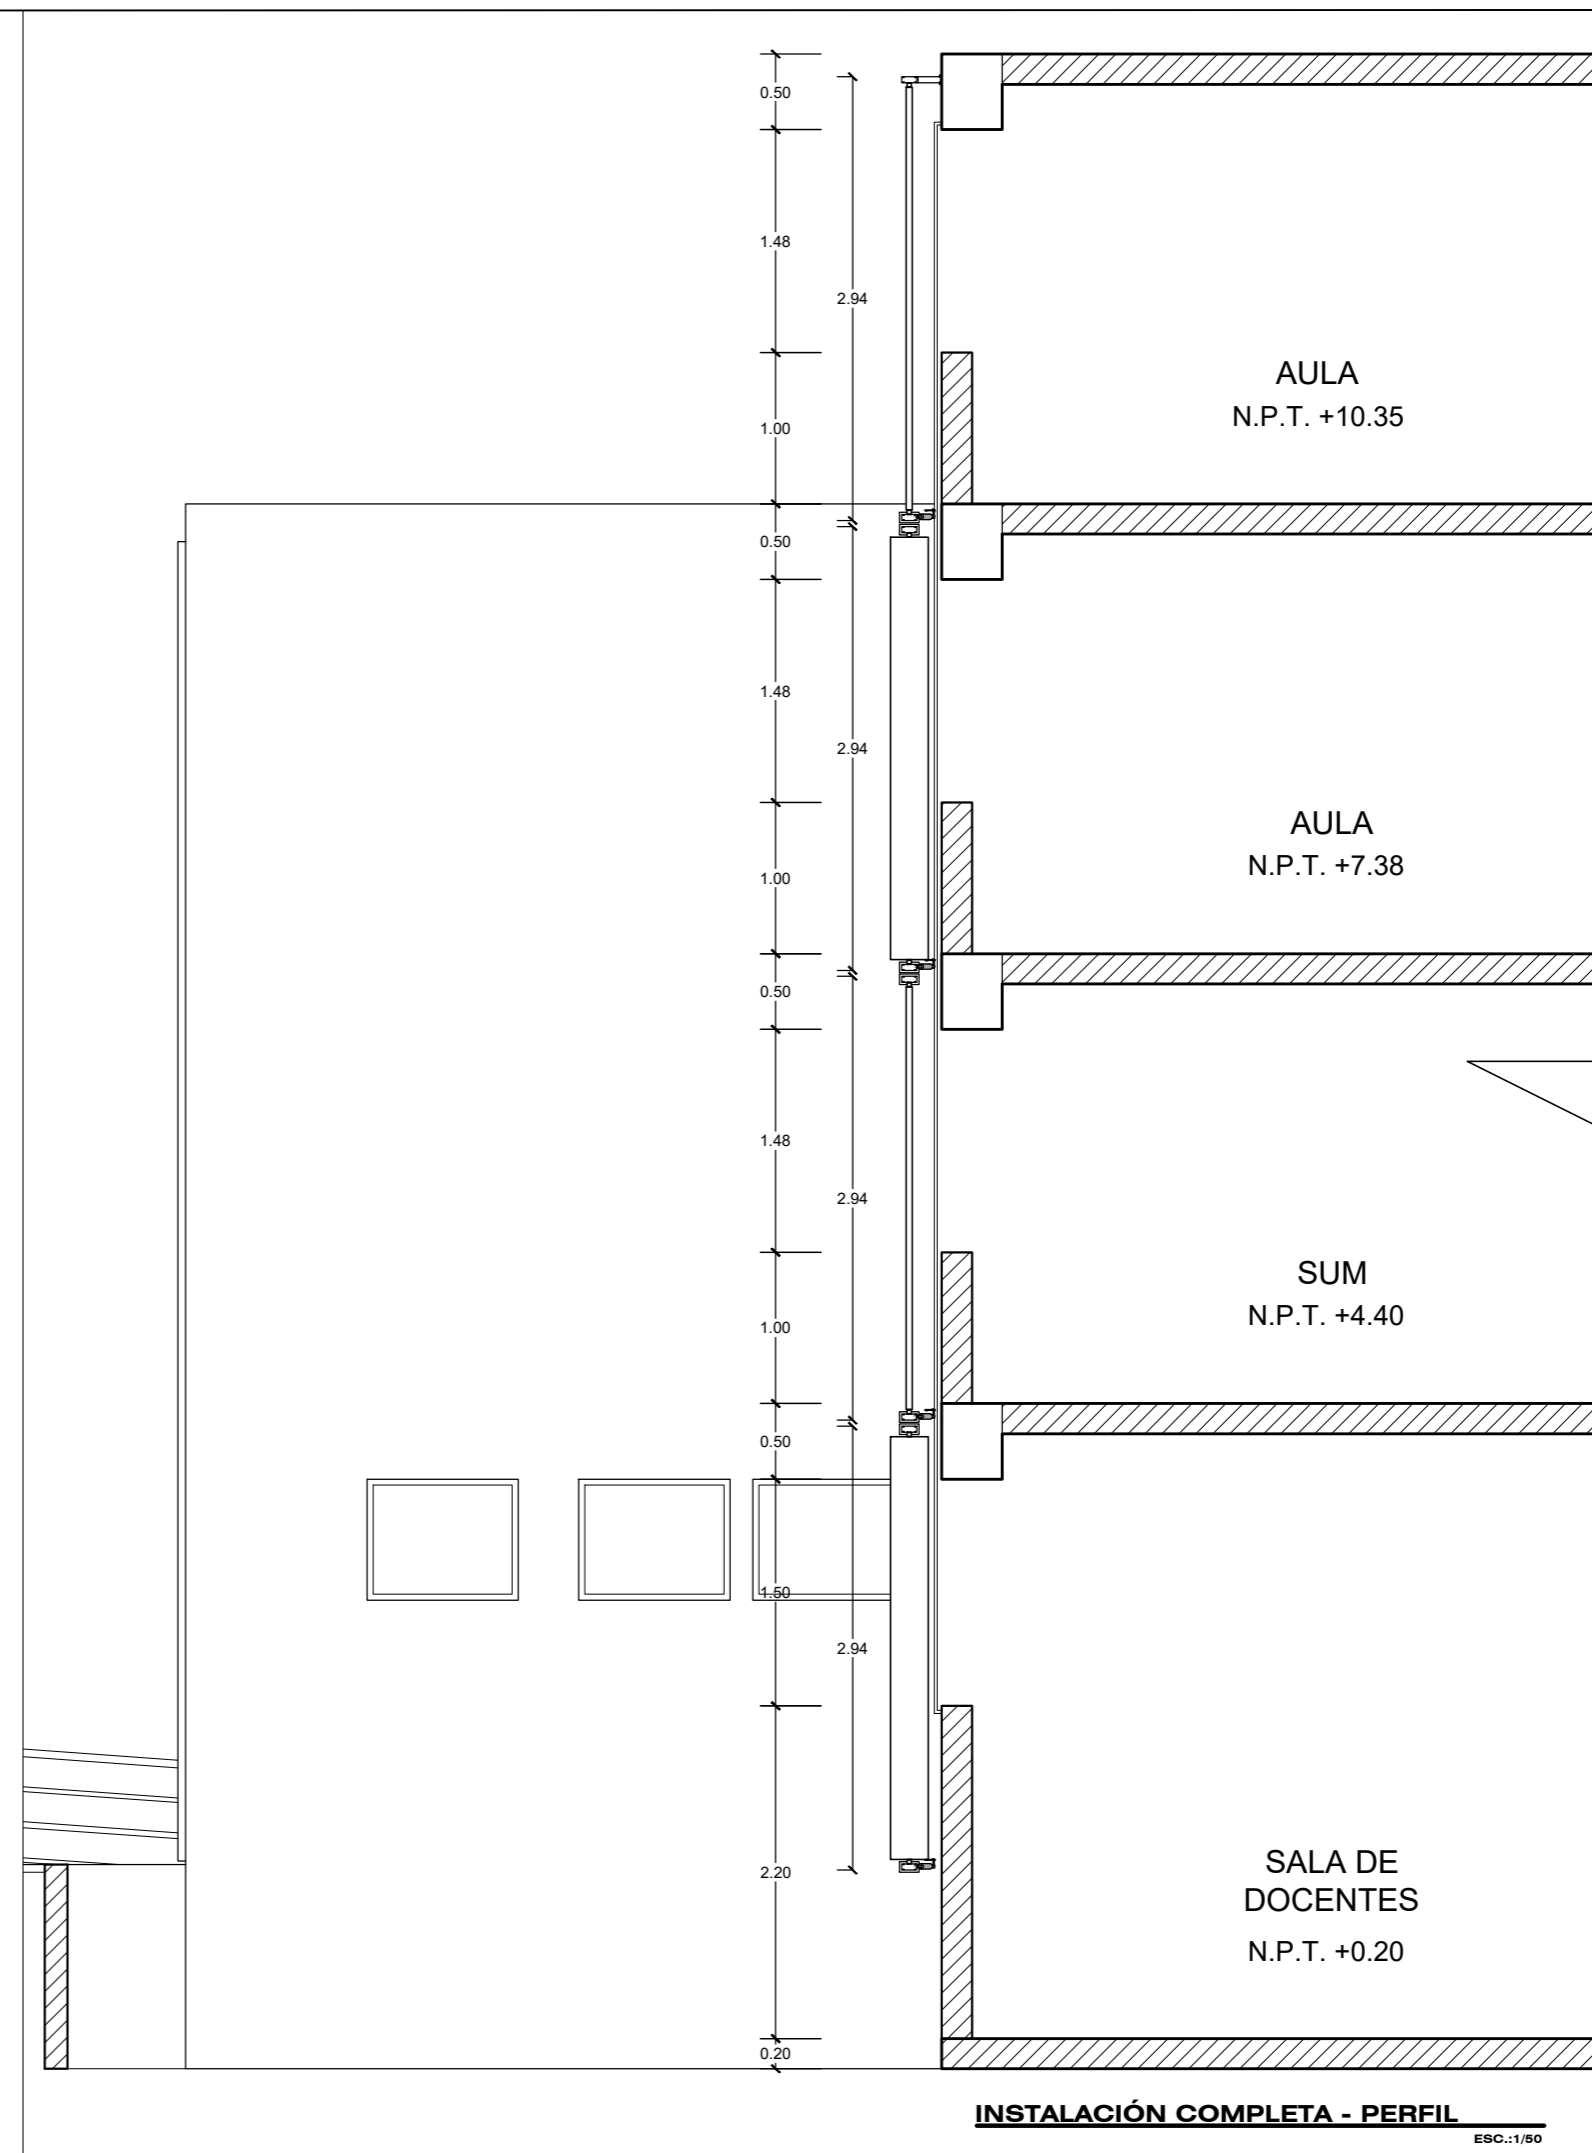 0.50
1.48
2.94
AULA
N.P.T. +10.35
1.00
0.50
1.48
2.94
AULA
N.P.T. +7.38
1.00
0.50
1.48
2.94
SUM
N.P.T. +4.40
1.00
0.50
1.50
2.94
2.20
SALA DE
DOCENTES
N.P.T. +0.20
0.20
INSTALACIÓN COMPLETA - PERFIL
ESC.:1/50